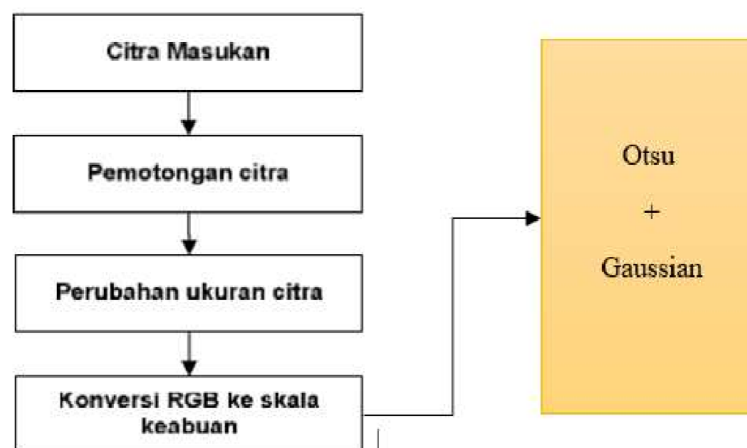 Citra Masukan
Pemotongan citra
Perubahan ukuran citra
Konversi RGB ke skala
keabuan
Otsu
+
Gaussian